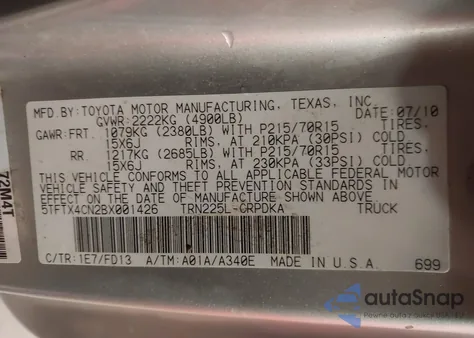 MFD.BY:TOYOTA MOTOR MANUFACTURING, TEXAS, INC.
GVWR:2222KG (4900LB) DATE:07/10
GAWR:FRT. 1079KG (2380LB) WITH P215/70R15 TIRES,
15X6J RIMS, AT 210KPA (30PSI) COLD
RR. 1217KG (2685LB) WITH P215/70R15 TIRES,
15X6J RIMS, AT 230KPA (33PSI) COLD
THIS VEHICLE CONFORMS TO ALL APPLICABLE FEDERAL MOTOR
VEHICLE SAFETY AND THEFT PREVENTION STANDARDS IN
EFFECT ON THE DATE OF MANUFACTURE SHOWN ABOVE.
5TFTX4CN2BX001426 TRN225L-CRPDKA TRUCK
C/TR:1E7/FD13 A/TM:A01A/A340E MADE IN U.S.A. 699
72M4T
autoSnap